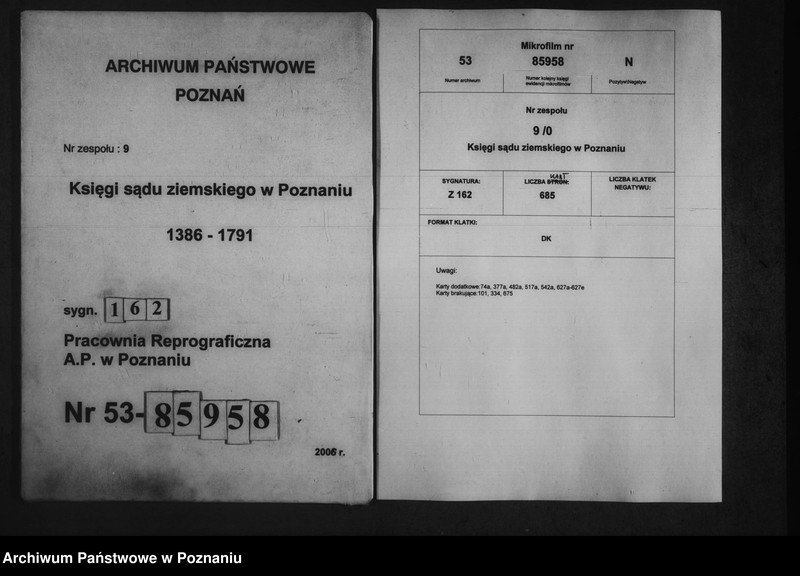 ARCHIWUM PAŃSTWOWE
POZNAŃ
Nr zespołu : 9
Księgi sądu ziemskiego w Poznaniu
1386 - 1791
sygn. 162
Pracownia Reprograficzna
A.P. w Poznaniu
Nr 53-85958
2006 r.
Mikrofilm nr
53 85958 N
Numer archiwum
Numer kolejny księgi
ewidencji mikrofilmów
Pozytyw\Negatyw
Nr zespołu
9 /0
Księgi sądu ziemskiego w Poznaniu
SYGNATURA:
Z 162
KART
LICZBA STRON:
685
LICZBA KLATEK
NEGATYWU:
FORMAT KLATKI:
DK
Uwagi:
Karty dodatkowe:74a, 377a, 482a, 517a, 542a, 627a-627e
Karty brakujące:101, 334, 675
Archiwum Państwowe w Poznaniu